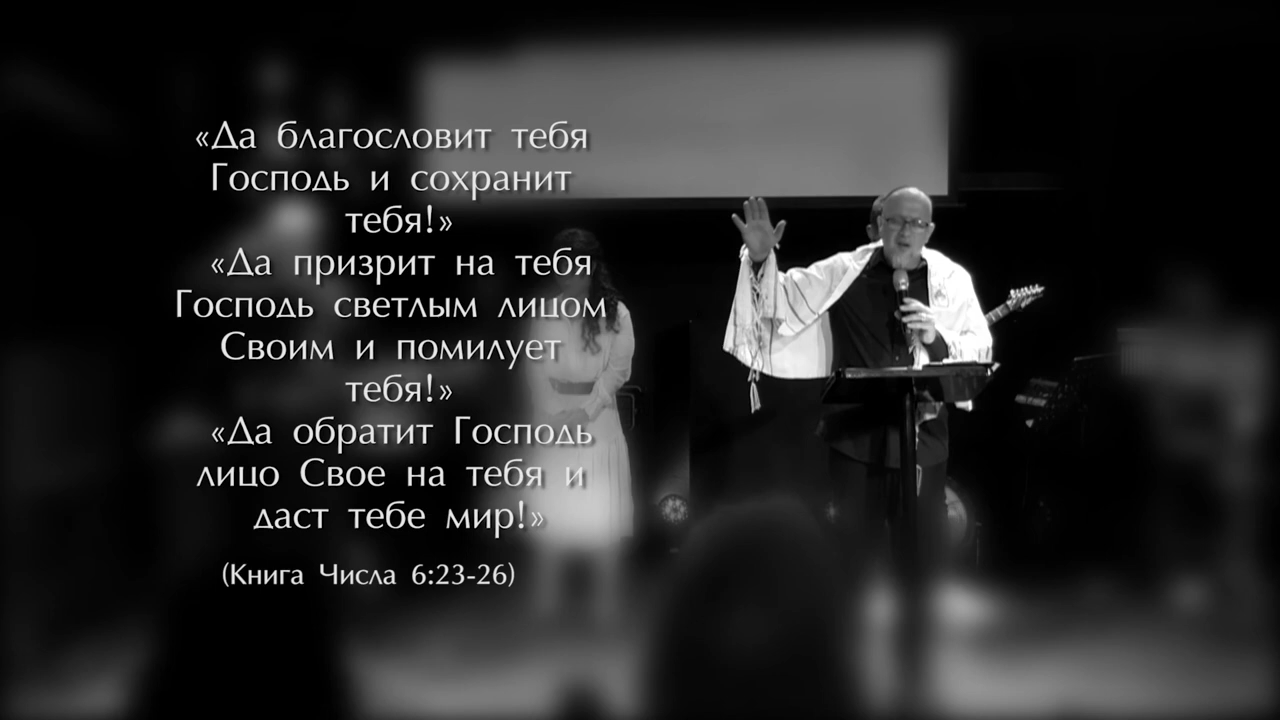 «Да благословит тебя
Господь и сохранит
тебя!»
«Да призрит на тебя
Господь светлым лицом
Своим и помилует
тебя!»
«Да обратит Господь
лицо Свое на тебя и
даст тебе мир!»
(Книга Числа 6:23-26)